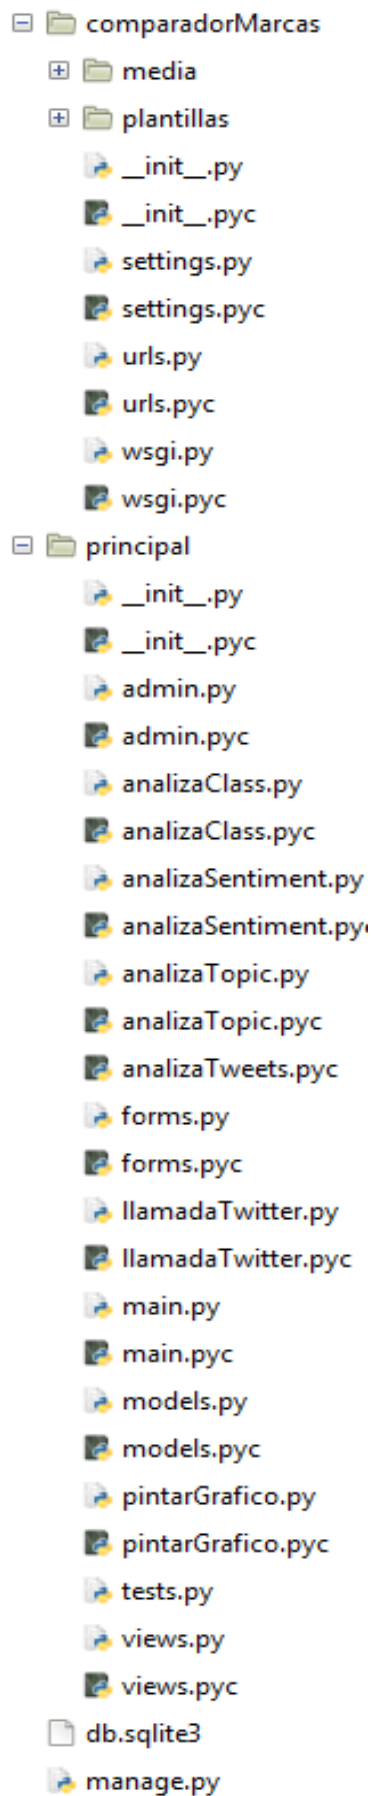 comparadorMarcas
media
plantillas
__init__.py
__init__.pyc
settings.py
settings.pyc
urls.py
urls.pyc
wsgi.py
wsgi.pyc
principal
__init__.py
__init__.pyc
admin.py
admin.pyc
analizaClass.py
analizaClass.pyc
analizaSentiment.py
analizaSentiment.pyc
analizaTopic.py
analizaTopic.pyc
analizaTweets.pyc
forms.py
forms.pyc
llamadaTwitter.py
llamadaTwitter.pyc
main.py
main.pyc
models.py
models.pyc
pintarGrafico.py
pintarGrafico.pyc
tests.py
views.py
views.pyc
db.sqlite3
manage.py